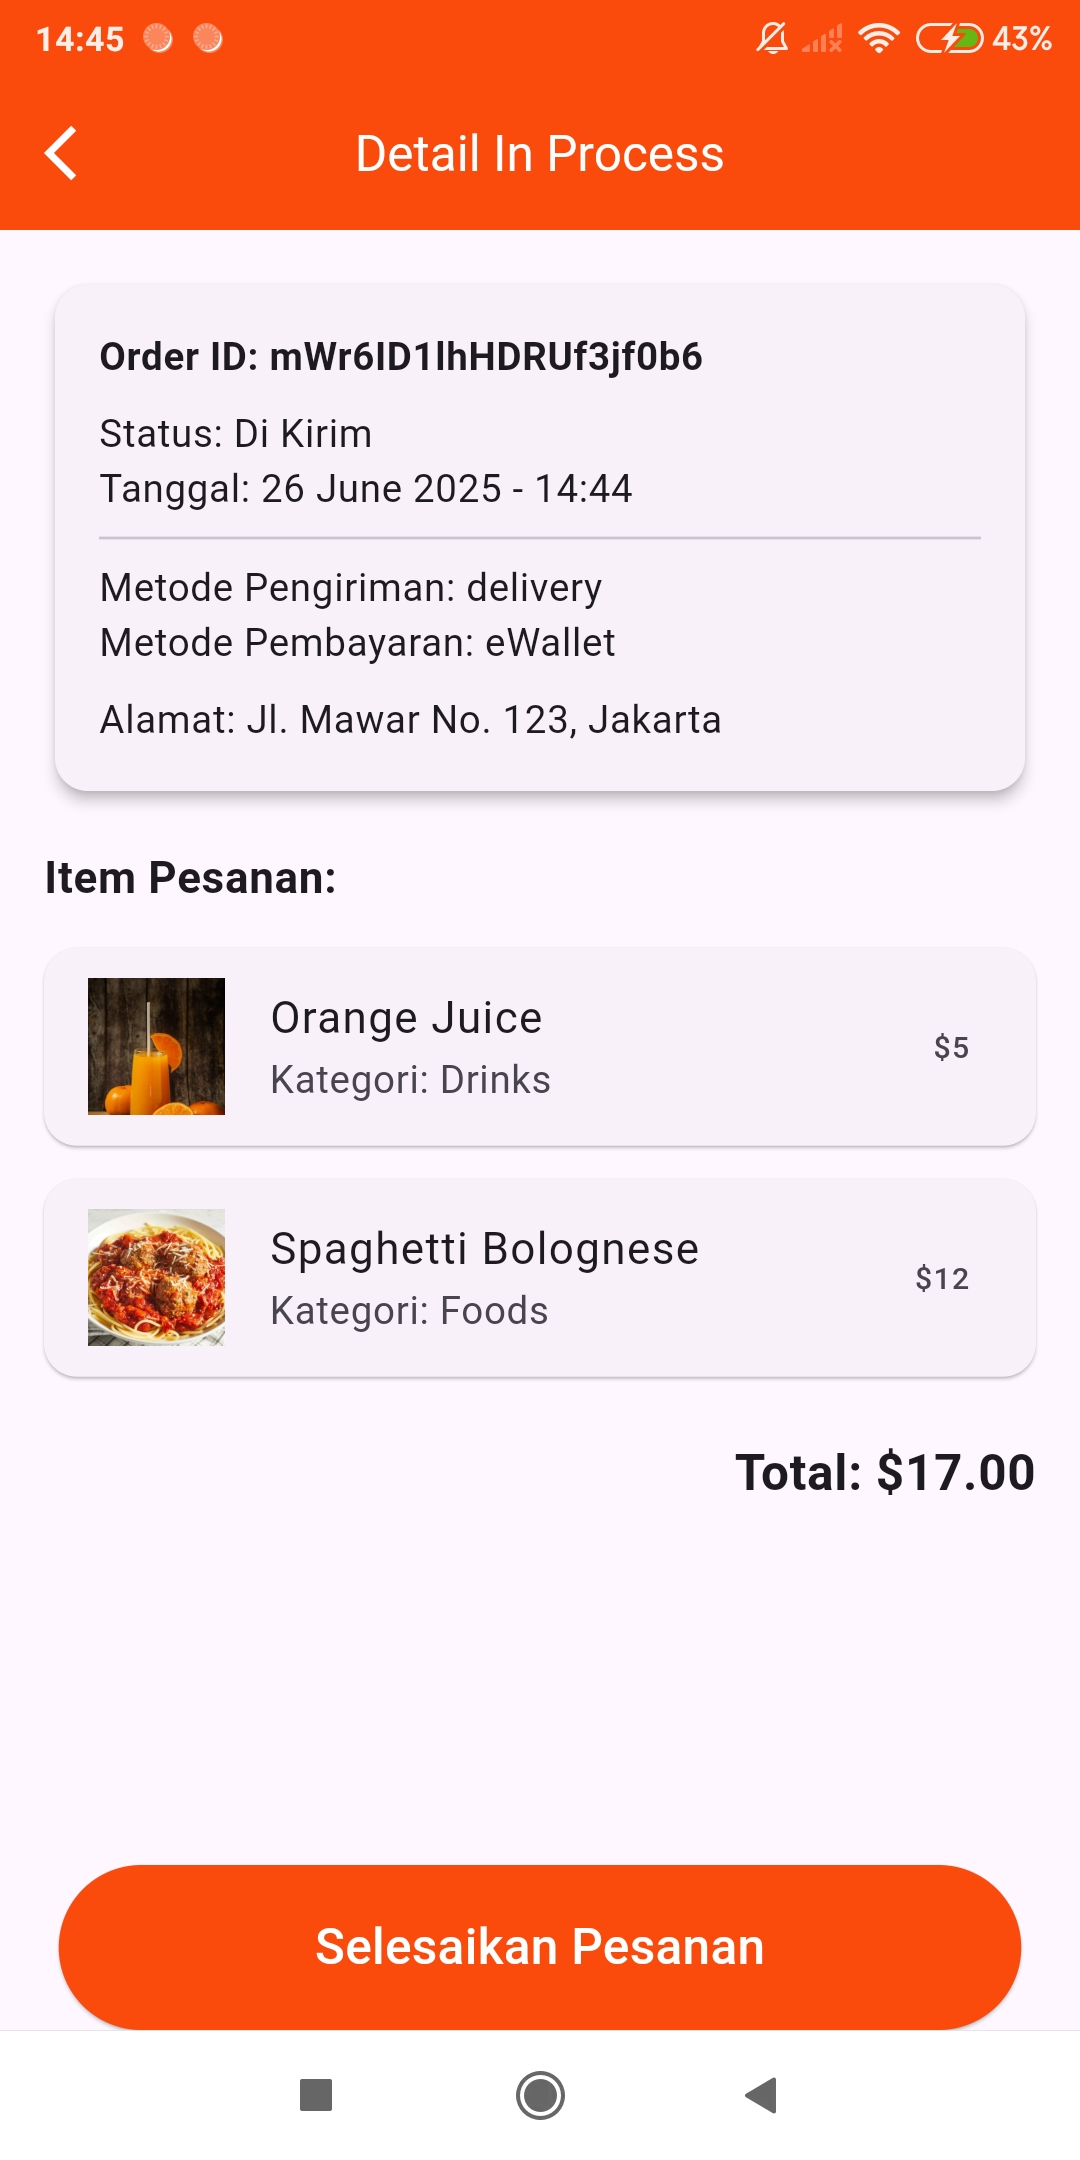 14:45
43%
Detail In Process
Order ID: mWr6ID1lhHDRUf3jf0b6
Status: Di Kirim
Tanggal: 26 June 2025 - 14:44
Metode Pengiriman: delivery
Metode Pembayaran: eWallet
Alamat: Jl. Mawar No. 123, Jakarta
Item Pesanan:
Orange Juice
Kategori: Drinks
$5
Spaghetti Bolognese
Kategori: Foods
$12
Total: $17.00
Selesaikan Pesanan